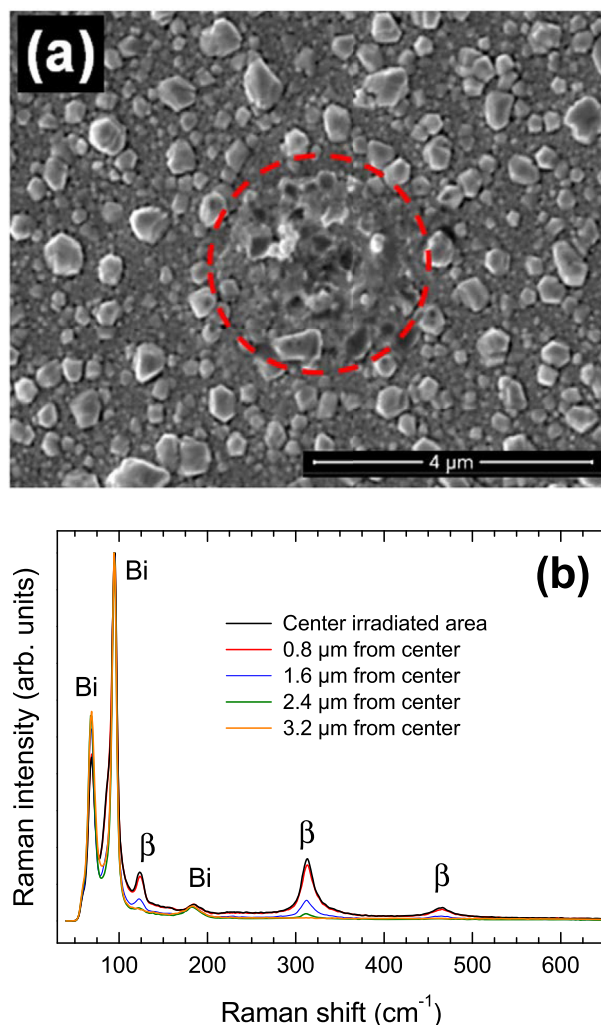 (a)
4 µm
(b)
Bi
Bi
β
Bi
β
β
Center irradiated area
0.8 µm from center
1.6 µm from center
2.4 µm from center
3.2 µm from center
Raman intensity (arb. units)
100 200 300 400 500 600
Raman shift (cm⁻¹)